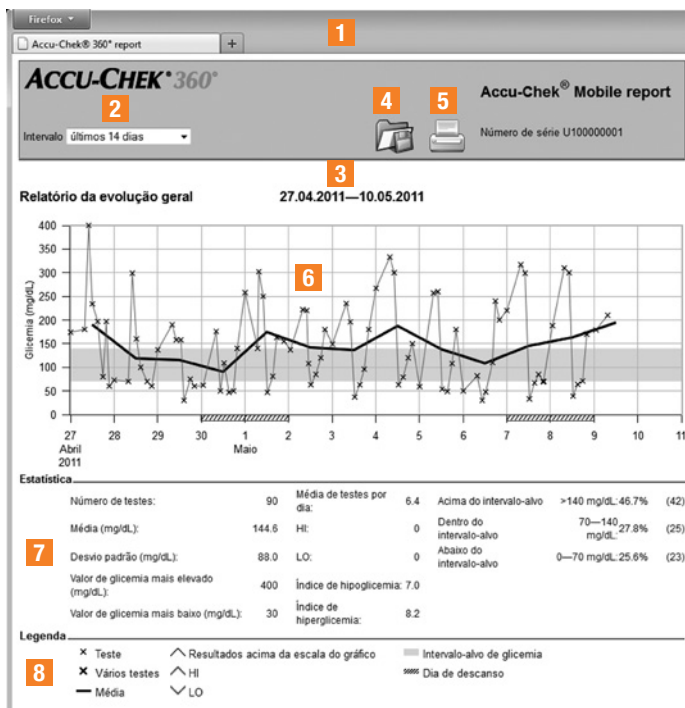 Firefox
Accu-Chek® 360° report
+
1
ACCU-CHEK® 360°
2
4
5
Accu-Chek® Mobile report
Intervalo últimos 14 dias
Número de série U100000001
3
Relatório da evolução geral 27.04.2011—10.05.2011
6
Glicemia (mg/dL)
400
350
300
250
200
150
100
50
0
27 28 29 30 1 2 3 4 5 6 7 8 9 10 11
Abril Maio
2011
Estatística
7
Número de testes: 90
Média (mg/dL): 144.6
Desvio padrão (mg/dL): 88.0
Valor de glicemia mais elevado
(mg/dL): 400
Valor de glicemia mais baixo (mg/dL): 30
Média de testes por
dia: 6.4
HI: 0
LO: 0
Índice de hipoglicemia: 7.0
Índice de
hiperglicemia: 8.2
Acima do intervalo-alvo >140 mg/dL: 46.7% (42)
Dentro do
intervalo-alvo
70—140
mg/dL: 27.8% (25)
Abaixo do
intervalo-alvo
0—70 mg/dL: 25.6% (23)
Legenda
8
× Teste
× Vários testes
Média
Resultados acima da escala do gráfico
HI
LO
Intervalo-alvo de glicemia
Dia de descanso